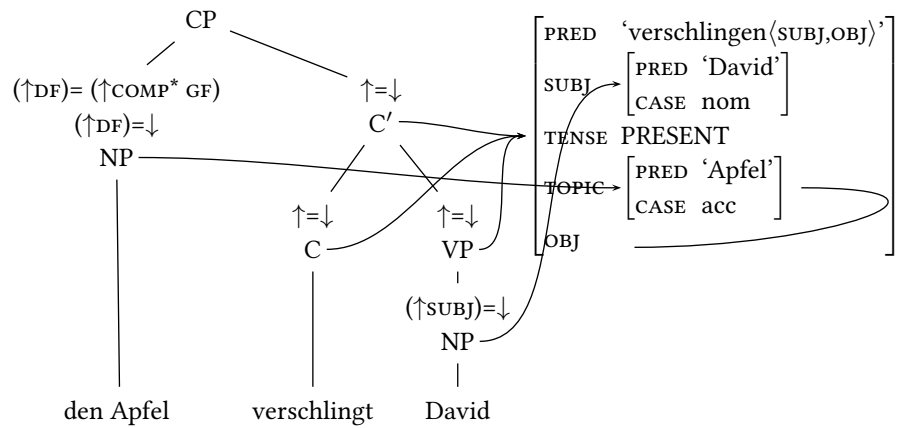 CP
(↑DF)= (↑COMP* GF)
(↑DF)=↓
NP
↑=↓
C′
↑=↓
C
↑=↓
VP
(↑SUBJ)=↓
NP
den Apfel
verschlingt
David
PRED ‘verschlingen⟨SUBJ,OBJ⟩’
SUBJ
PRED ‘David’
CASE nom
TENSE PRESENT
TOPIC
PRED ‘Apfel’
CASE acc
OBJ